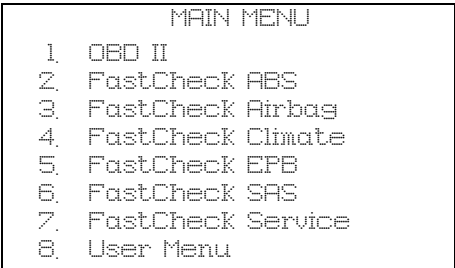 MAIN MENU
1. OBD II
2. FastCheck ABS
3. FastCheck Airbag
4. FastCheck Climate
5. FastCheck EPB
6. FastCheck SAS
7. FastCheck Service
8. User Menu